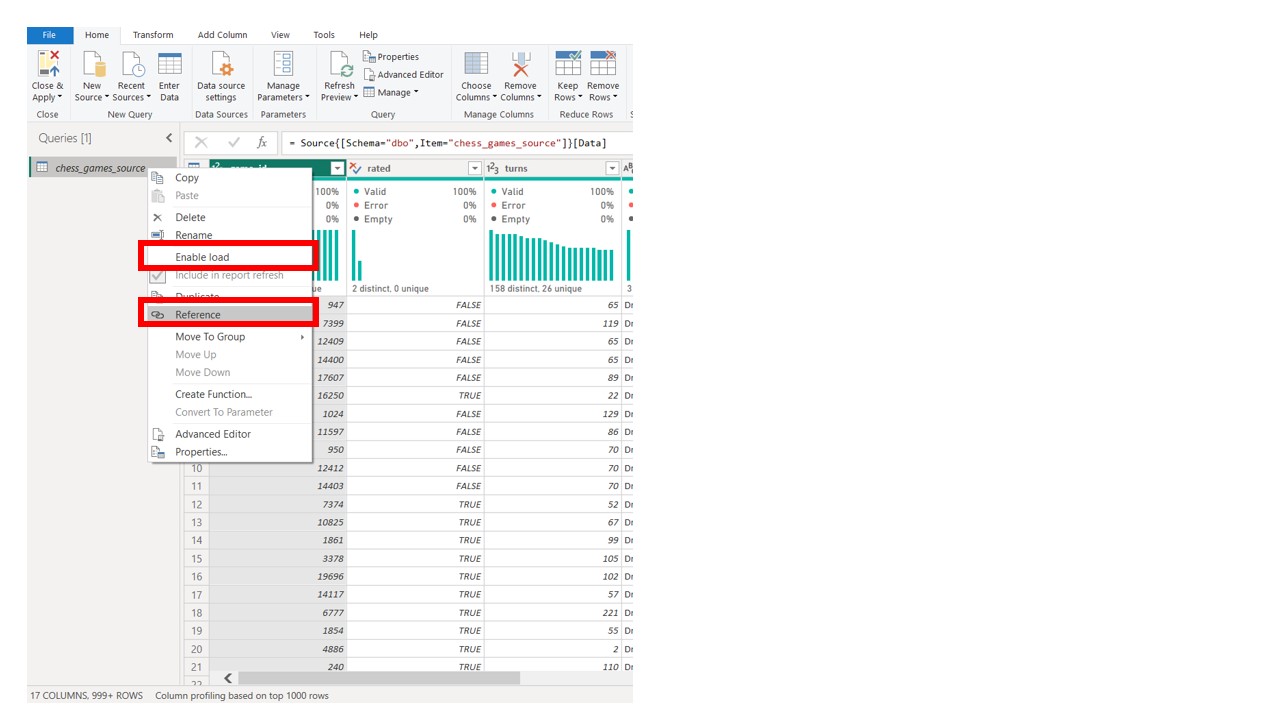 File Home Transform Add Column View Tools Help
Close & Apply New Source Recent Sources Enter Data Data source settings Manage Parameters Refresh Preview Properties Advanced Editor Manage Choose Columns Remove Columns Keep Rows Remove Rows
Close New Query Data Sources Parameters Query Manage Columns Reduce Rows
Queries [1] fx = Source{[Schema="dbo",Item="chess_games_source"]}[Data]
chess_games_source rated 123 turns
Copy
Paste
Delete
Rename
Enable load
Include in report refresh
Duplicate
Reference
Move To Group
Move Up
Move Down
Create Function...
Convert To Parameter
Advanced Editor
Properties...
100% Valid 100% Valid 100%
0% Error 0% Error 0%
0% Empty 0% Empty 0%
2 distinct, 0 unique 158 distinct, 26 unique 3
947 FALSE 65
7399 FALSE 119
12409 FALSE 65
14400 FALSE 65
17607 FALSE 89
16250 TRUE 22
1024 FALSE 129
11597 FALSE 86
950 FALSE 70
10 12412 FALSE 70
11 14403 FALSE 70
12 7374 TRUE 52
13 10825 TRUE 67
14 1861 TRUE 99
15 3378 TRUE 105
16 19696 TRUE 102
17 14117 TRUE 57
18 6777 TRUE 221
19 1854 TRUE 55
20 4886 TRUE 2
21 240 TRUE 110
17 COLUMNS, 999+ ROWS Column profiling based on top 1000 rows